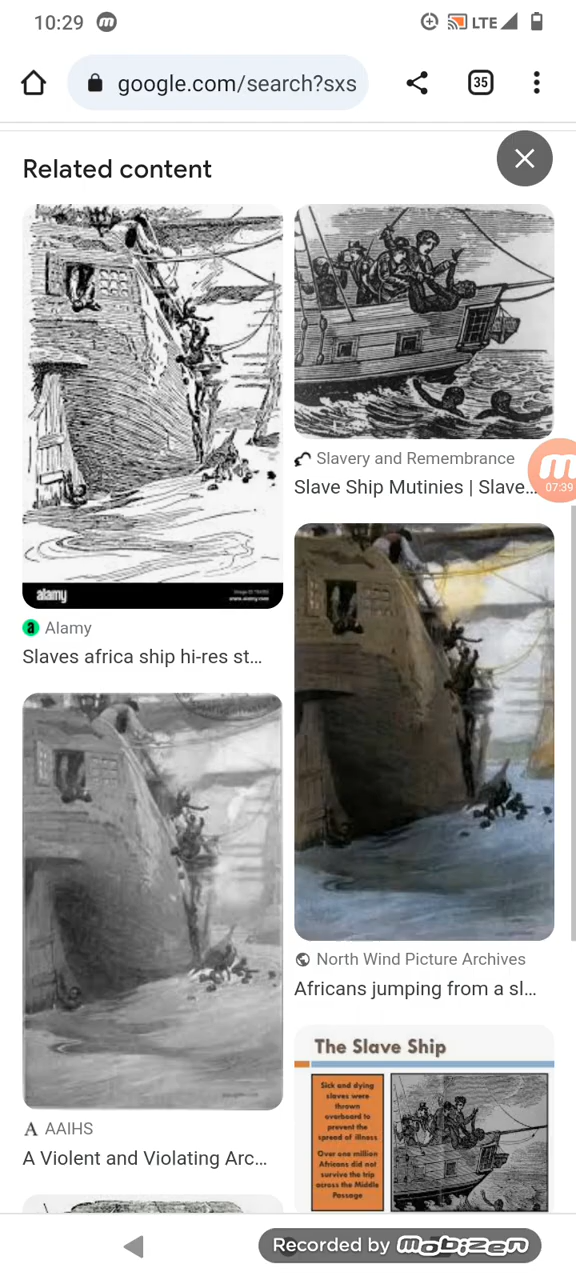 10:29
LTE
google.com/search?sxs
35
Related content
alamy
www.alamy.com
Alamy
Slaves africa ship hi-res st...
Slavery and Remembrance
Slave Ship Mutinies | Slave...
07:39
North Wind Picture Archives
Africans jumping from a sl...
AAIHS
A Violent and Violating Arc...
The Slave Ship
Sick and dying
slaves were
thrown
overboard to
prevent the
spread of illness
Over one million
Africans did not
survive the trip
across the Middle
Passage
Recorded by mobizen